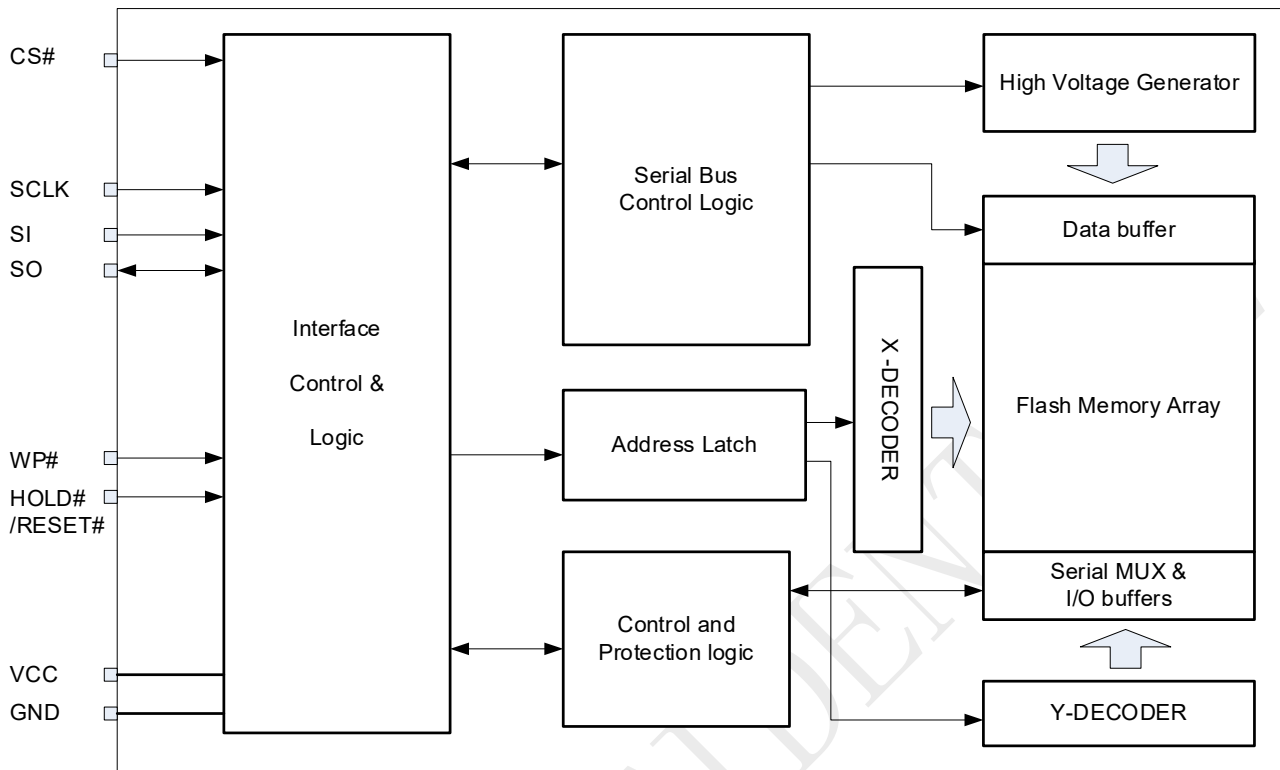 CS#
SCLK
SI
SO
WP#
HOLD#
/RESET#
VCC
GND
Interface
Control &
Logic
Serial Bus
Control Logic
Address Latch
Control and
Protection logic
X -DECODER
High Voltage Generator
Data buffer
Flash Memory Array
Serial MUX &
I/O buffers
Y-DECODER